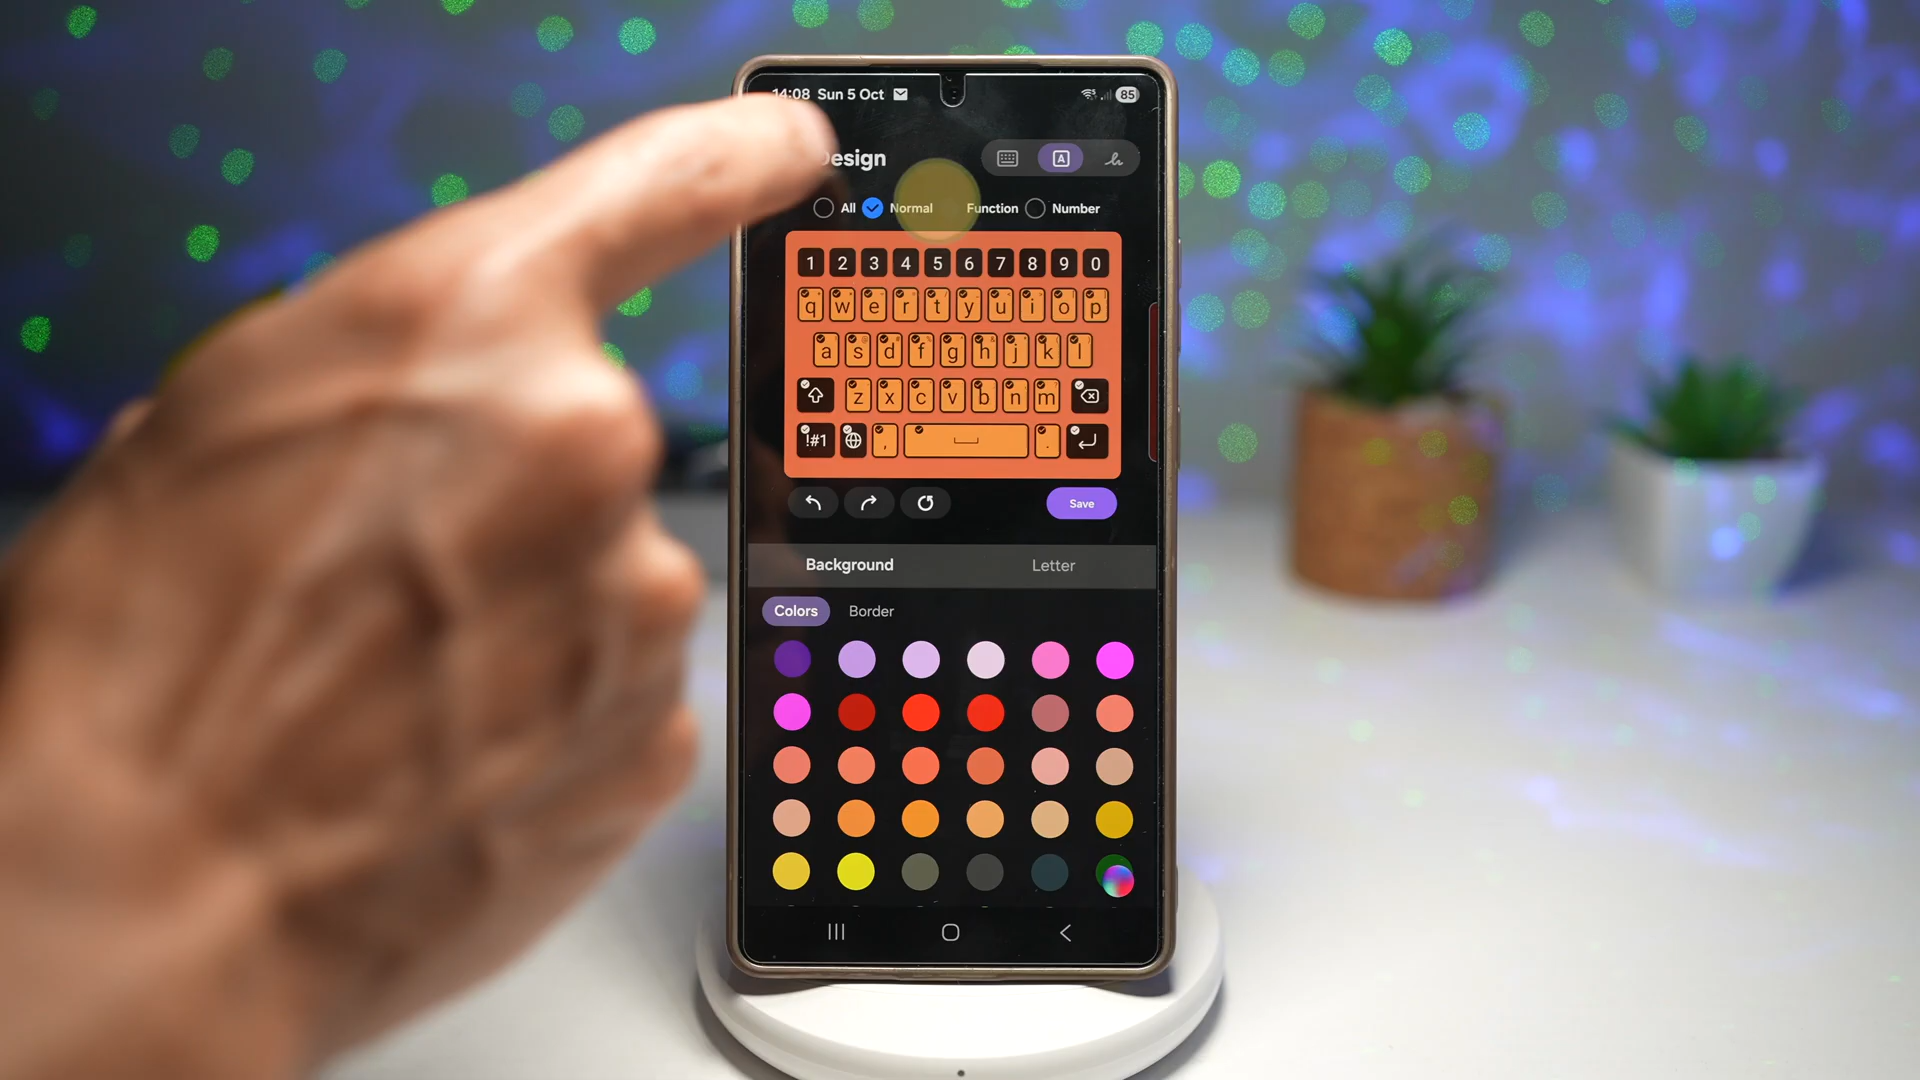 14:08 Sun 5 Oct 85
Design
All Normal Function Number
1 2 3 4 5 6 7 8 9 0
q w e r t y u i o p
a s d f g h j k l
z x c v b n m
!#1 , .
Save
Background Letter
Colors Border